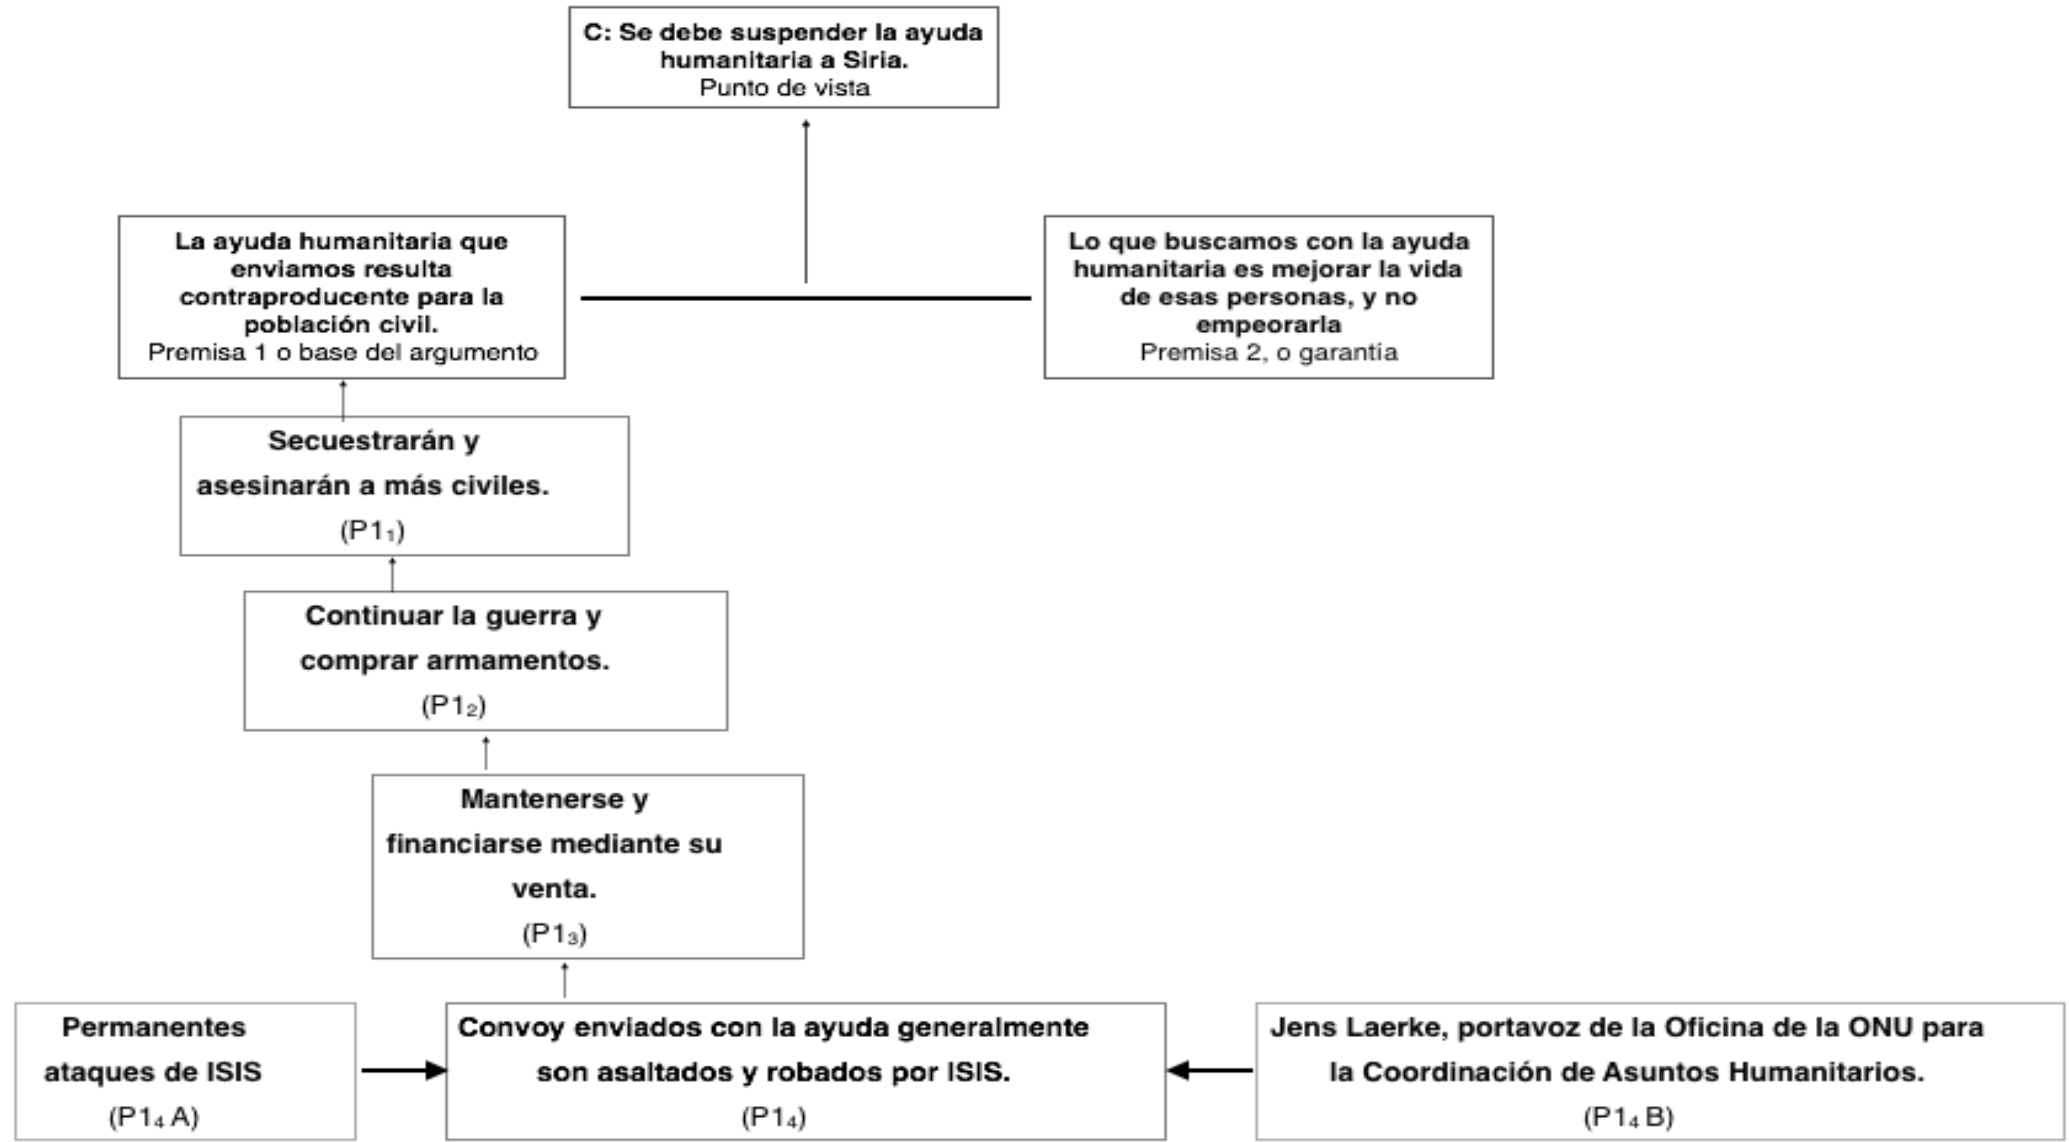 C: Se debe suspender la ayuda
humanitaria a Siria.
Punto de vista
La ayuda humanitaria que
enviamos resulta
contraproducente para la
población civil.
Premisa 1 o base del argumento
Lo que buscamos con la ayuda
humanitaria es mejorar la vida
de esas personas, y no
empeorarla
Premisa 2, o garantía
Secuestrarán y
asesinarán a más civiles.
(P1₁)
Continuar la guerra y
comprar armamentos.
(P1₂)
Mantenerse y
financiarse mediante su
venta.
(P1₃)
Permanentes
ataques de ISIS
(P1₄ A)
Convoy enviados con la ayuda generalmente
son asaltados y robados por ISIS.
(P1₄)
Jens Laerke, portavoz de la Oficina de la ONU para
la Coordinación de Asuntos Humanitarios.
(P1₄ B)